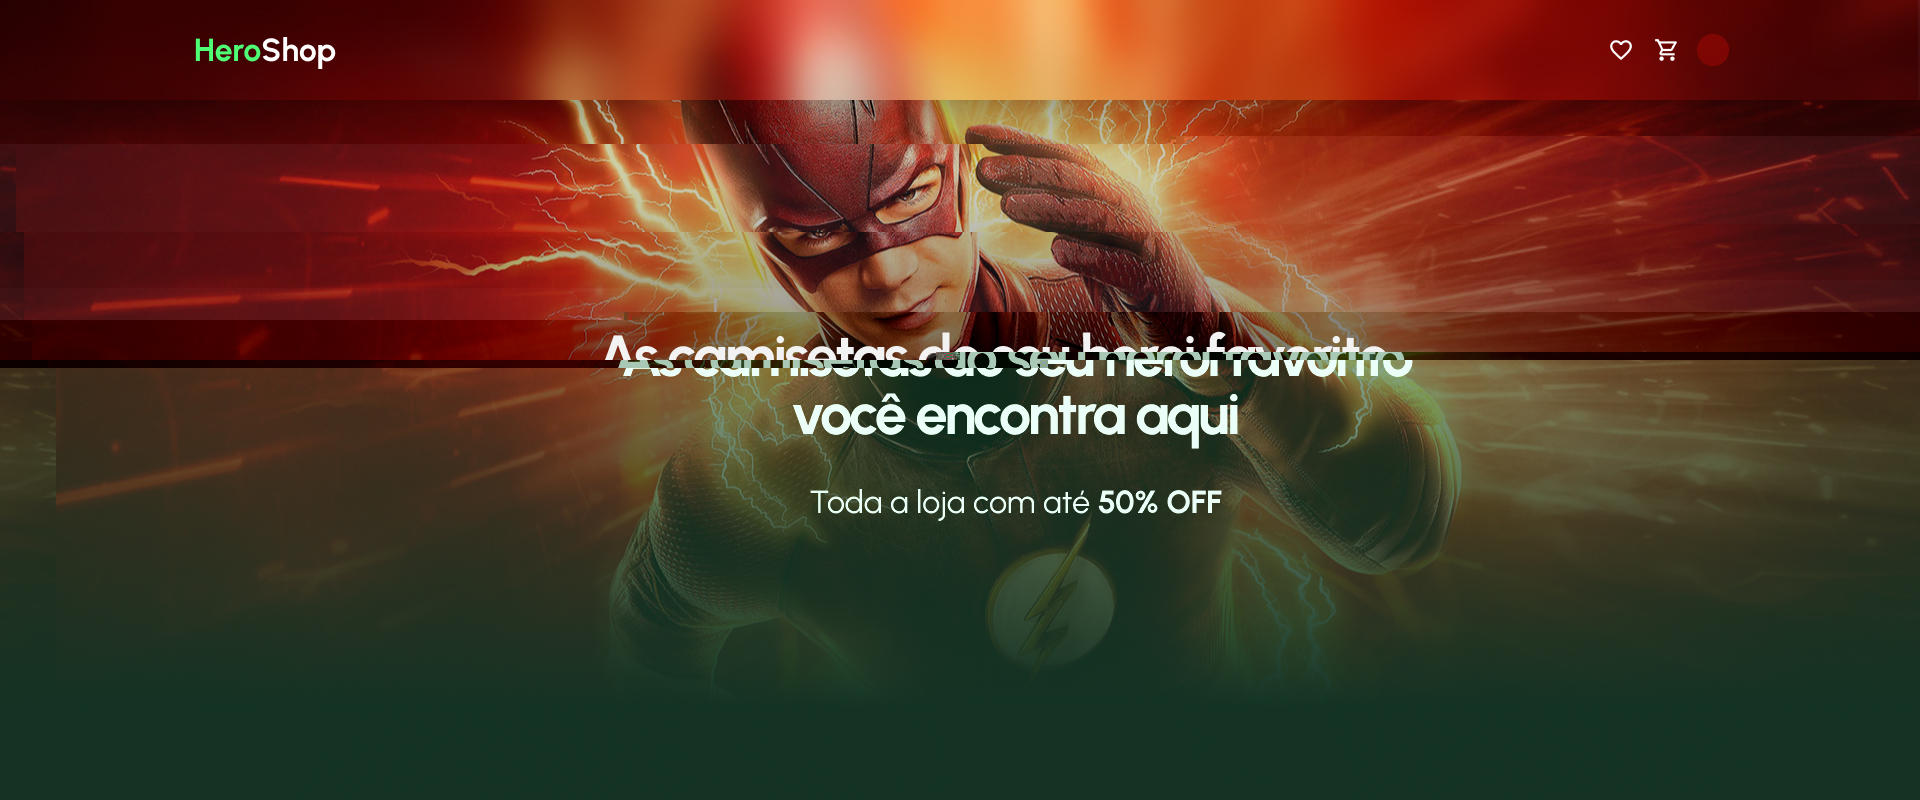 HeroShop
As camisetas do seu herói favorito
você encontra aqui
Toda a loja com até 50% OFF